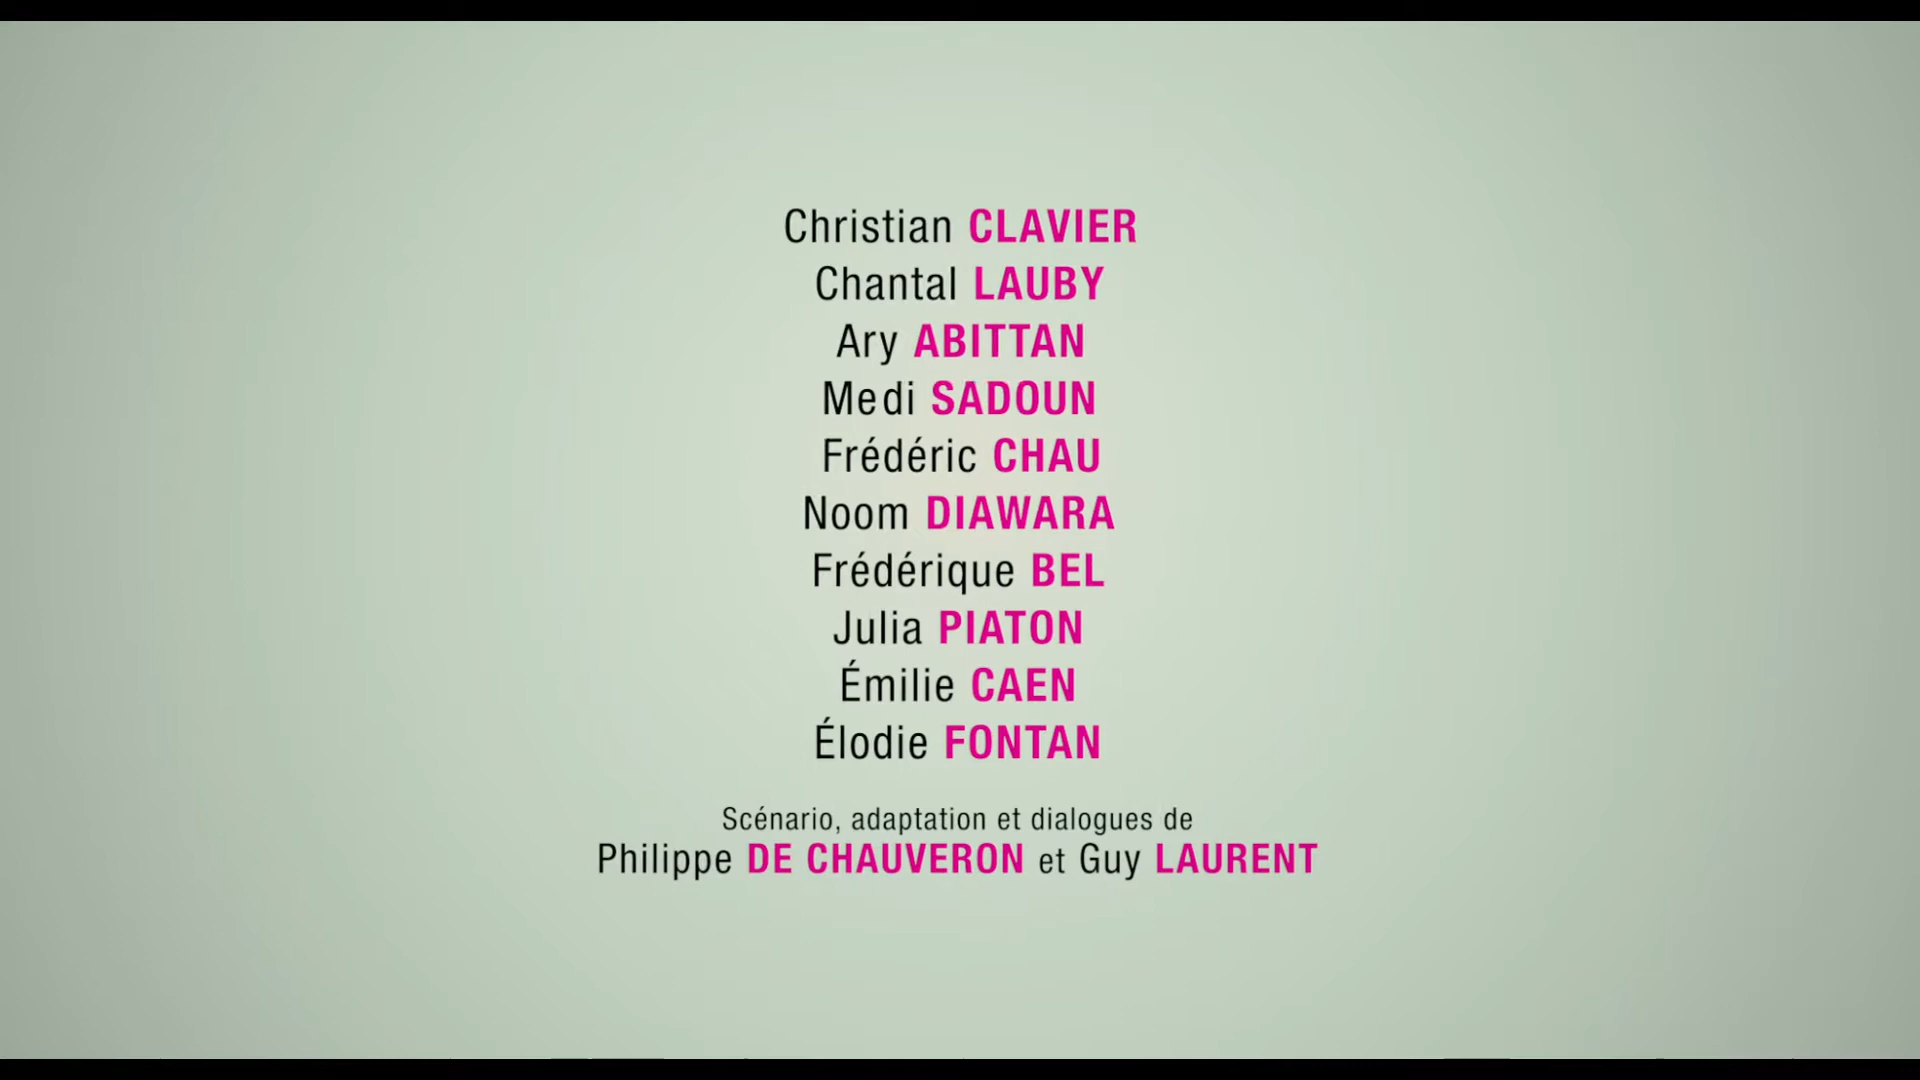 Christian CLAVIER
Chantal LAUBY
Ary ABITTAN
Medi SADOUN
Frédéric CHAU
Noom DIAWARA
Frédérique BEL
Julia PIATON
Émilie CAEN
Élodie FONTAN
Scénario, adaptation et dialogues de
Philippe DE CHAUVERON et Guy LAURENT